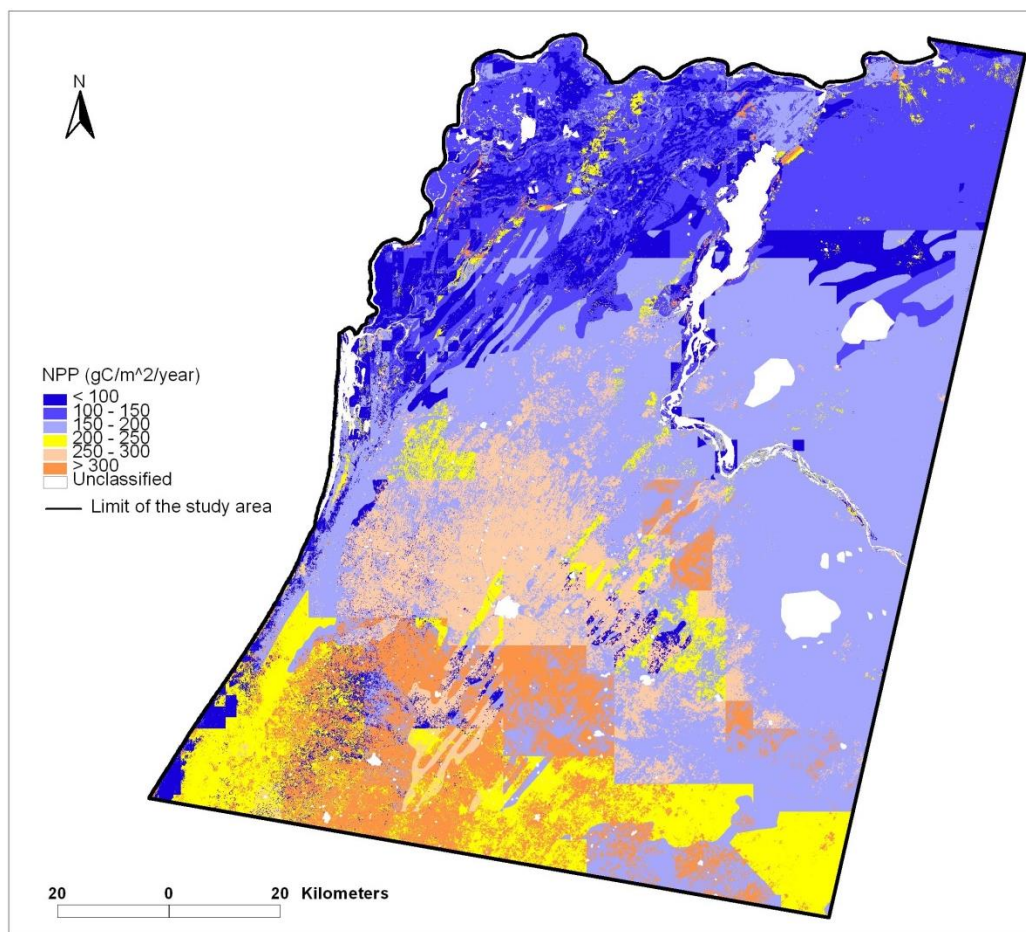 N
NPP (gC/m^2/year)
< 100
100 - 150
150 - 200
200 - 250
250 - 300
> 300
Unclassified
Limit of the study area
20 0 20 Kilometers